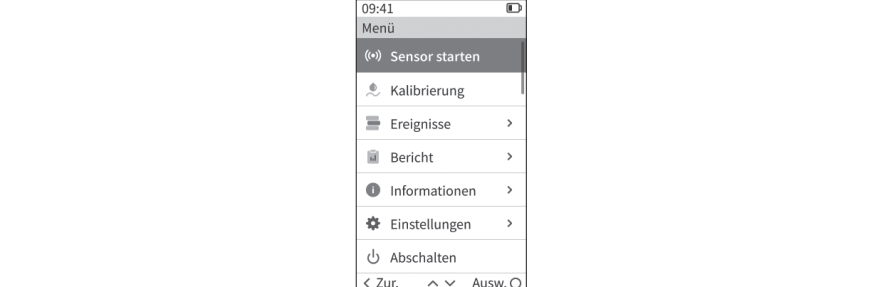 09:41
Menü
Sensor starten
Kalibrierung
Ereignisse
Bericht
Informationen
Einstellungen
Abschalten
Zur. Ausw.